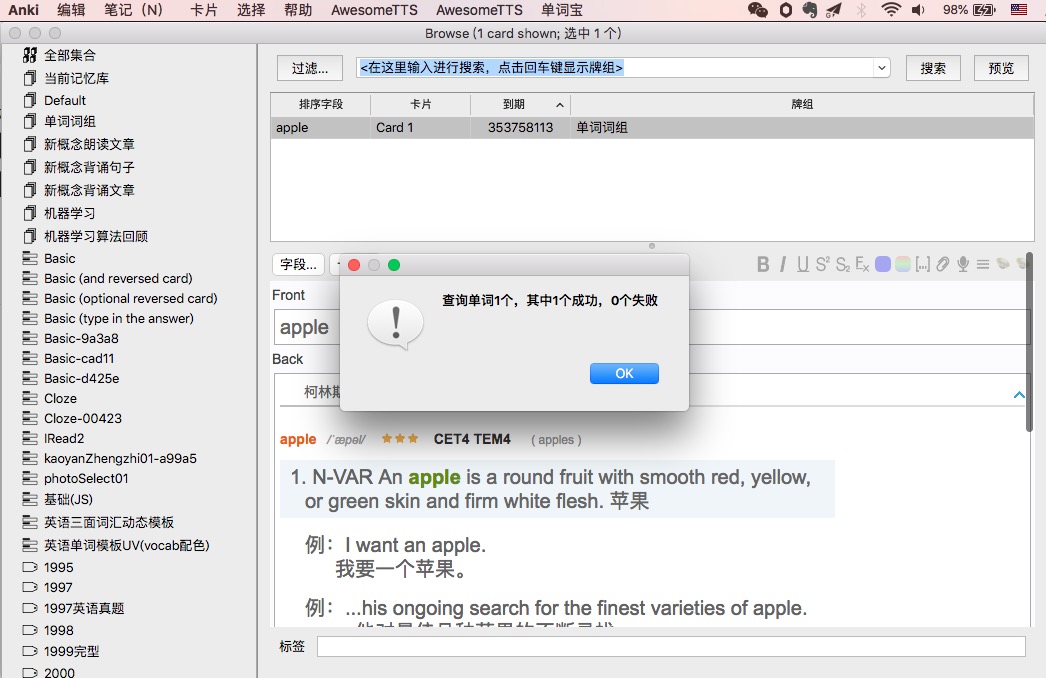 Anki 编辑 笔记（N） 卡片 选择 帮助 AwesomeTTS AwesomeTTS 单词宝 98%
Browse (1 card shown; 选中 1 个)
全部集合
当前记忆库
Default
单词词组
新概念朗读文章
新概念背诵句子
新概念背诵文章
机器学习
机器学习算法回顾
Basic
Basic (and reversed card)
Basic (optional reversed card)
Basic (type in the answer)
Basic-9a3a8
Basic-cad11
Basic-d425e
Cloze
Cloze-00423
IRead2
kaoyanZhengzhi01-a99a5
photoSelect01
基础(JS)
英语三面词汇动态模板
英语单词模板UV(vocab配色)
1995
1997
1997英语真题
1998
1999完型
2000
过滤... <在这里输入进行搜索，点击回车键显示牌组> 搜索 预览
排序字段 卡片 到期 牌组
apple Card 1 353758113 单词词组
字段... B I U S² S₂ Ex [...]
Front
apple
Back
柯林
查询单词1个，其中1个成功，0个失败
OK
apple /ˈæpəl/ ★★★ CET4 TEM4 ( apples )
1. N-VAR An apple is a round fruit with smooth red, yellow,
or green skin and firm white flesh. 苹果
例：I want an apple.
我要一个苹果。
例：...his ongoing search for the finest varieties of apple.
标签